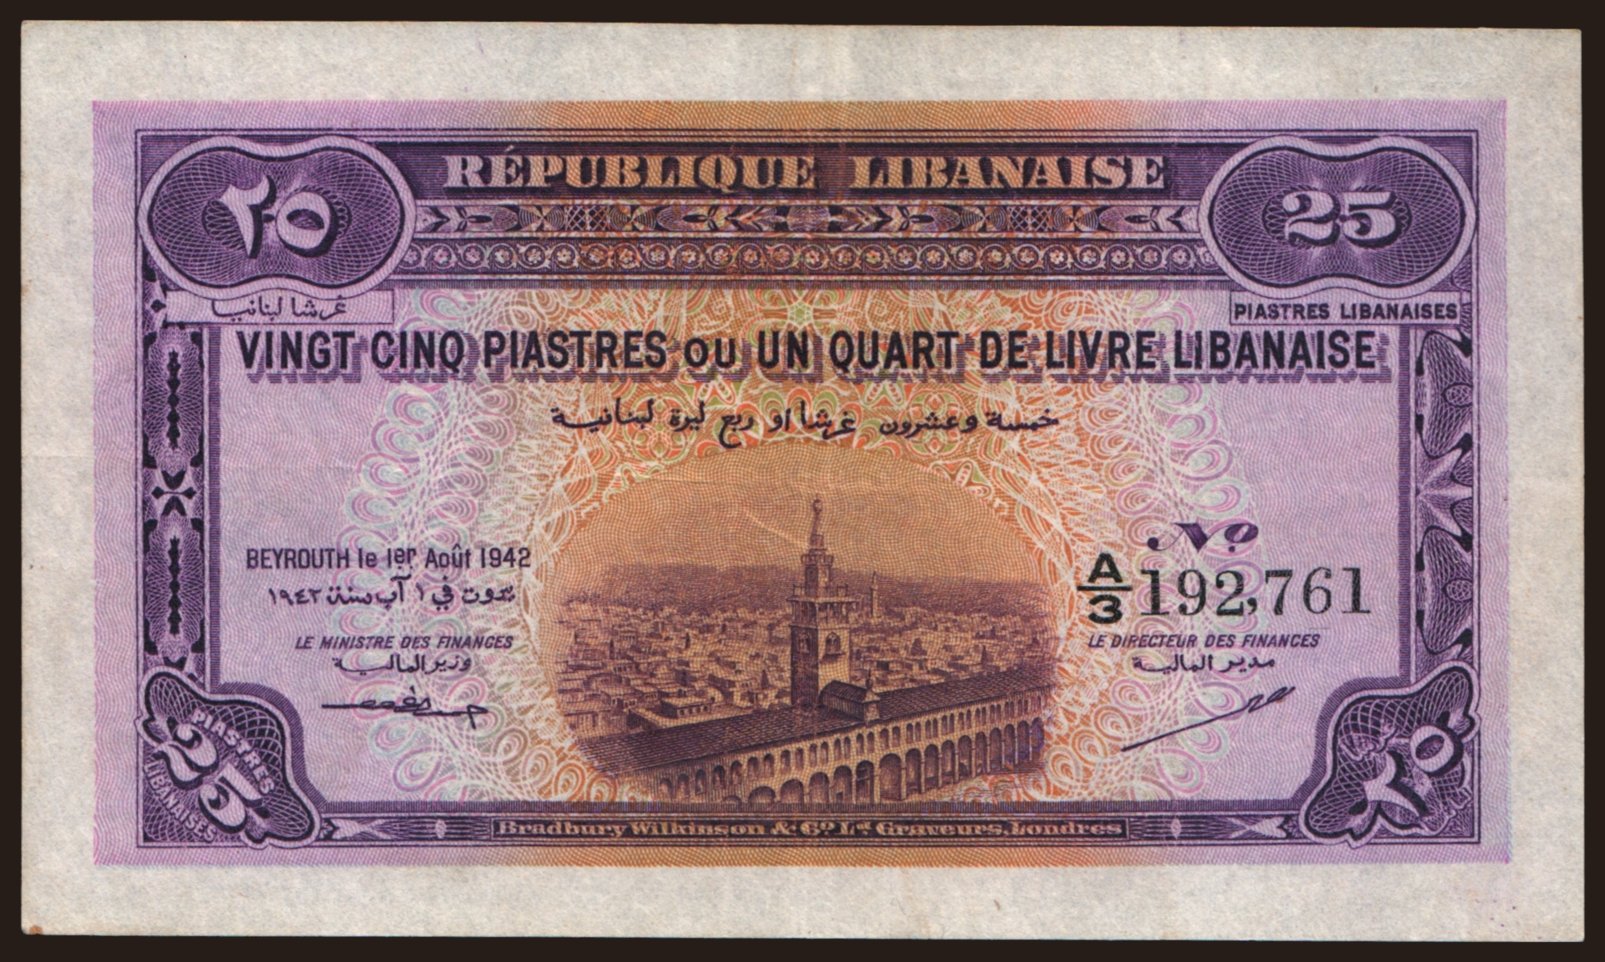 RÉPUBLIQUE LIBANAISE
٢٥
25
غرشا لبنانيا
PIASTRES LIBANAISES
VINGT CINQ PIASTRES OU UN QUART DE LIVRE LIBANAISE
خمسة وعشرون غرشا او ربع ليرة لبنانية
No
BEYROUTH le 1er Août 1942
A/3 192,761
بيروت في ١ آب سنة ١٩٤٢
LE MINISTRE DES FINANCES
LE DIRECTEUR DES FINANCES
وزير المالية
مدير المالية
PIASTRES
25
LIBANAISES
٢٥
Bradbury Wilkinson & Co. Ld. Graveurs, Londres